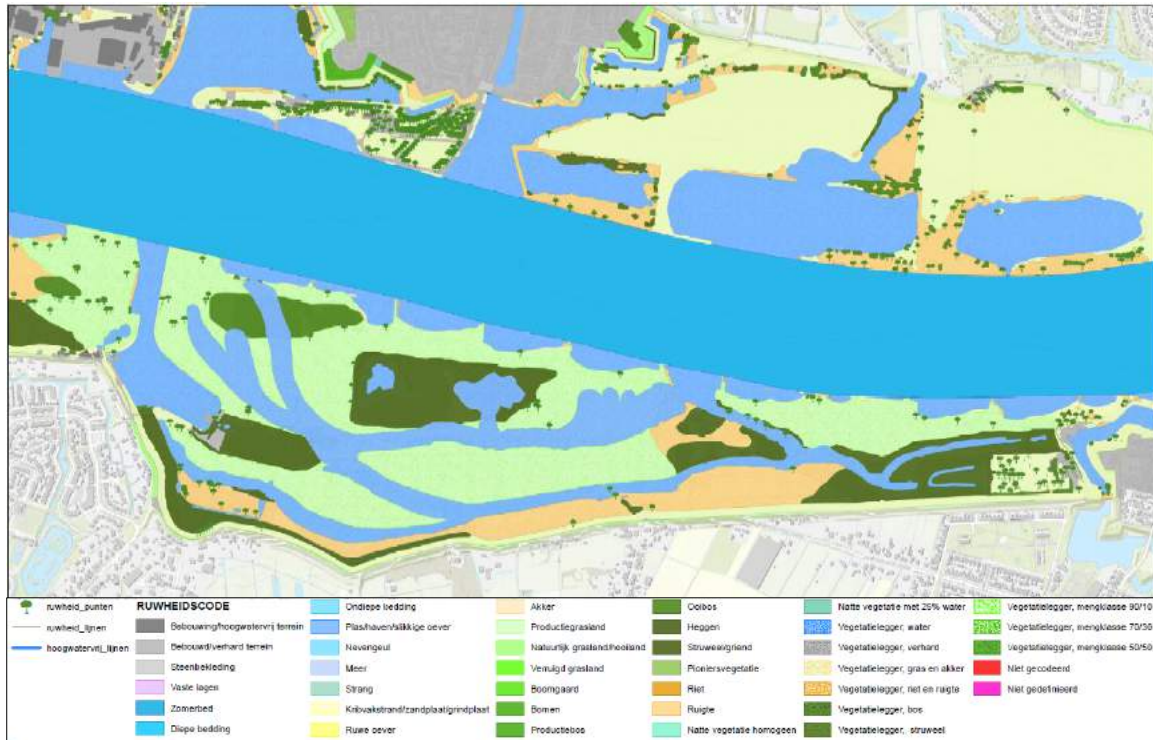 ruwheid_punten
ruwheid_lijnen
hoogwatervrij_lijnen
RUWHEIDSCODE
Bebouwing/hoogwatervrij terrein
Bebouwd/verhard terrein
Steenbekleding
Vaste lagen
Zomerbed
Diepe bedding
Ondiepe bedding
Plas/haven/slikkige oever
Nevengeul
Meer
Strang
Kribvakstrand/zandplaat/grindplaat
Ruwe oever
Akker
Productiegrasland
Natuurlijk grasland/hooiland
Verruigd grasland
Boomgaard
Bomen
Productiebos
Ooibos
Heggen
Struweel/griend
Pioniersvegetatie
Riet
Ruigte
Natte vegetatie homogeen
Natte vegetatie met 25% water
Vegetatielegger, water
Vegetatielegger, verhard
Vegetatielegger, gras en akker
Vegetatielegger, riet en ruigte
Vegetatielegger, bos
Vegetatielegger, struweel
Vegetatielegger, mengklasse 90/10
Vegetatielegger, mengklasse 70/30
Vegetatielegger, mengklasse 50/50
Niet gecodeerd
Niet gedefinieerd